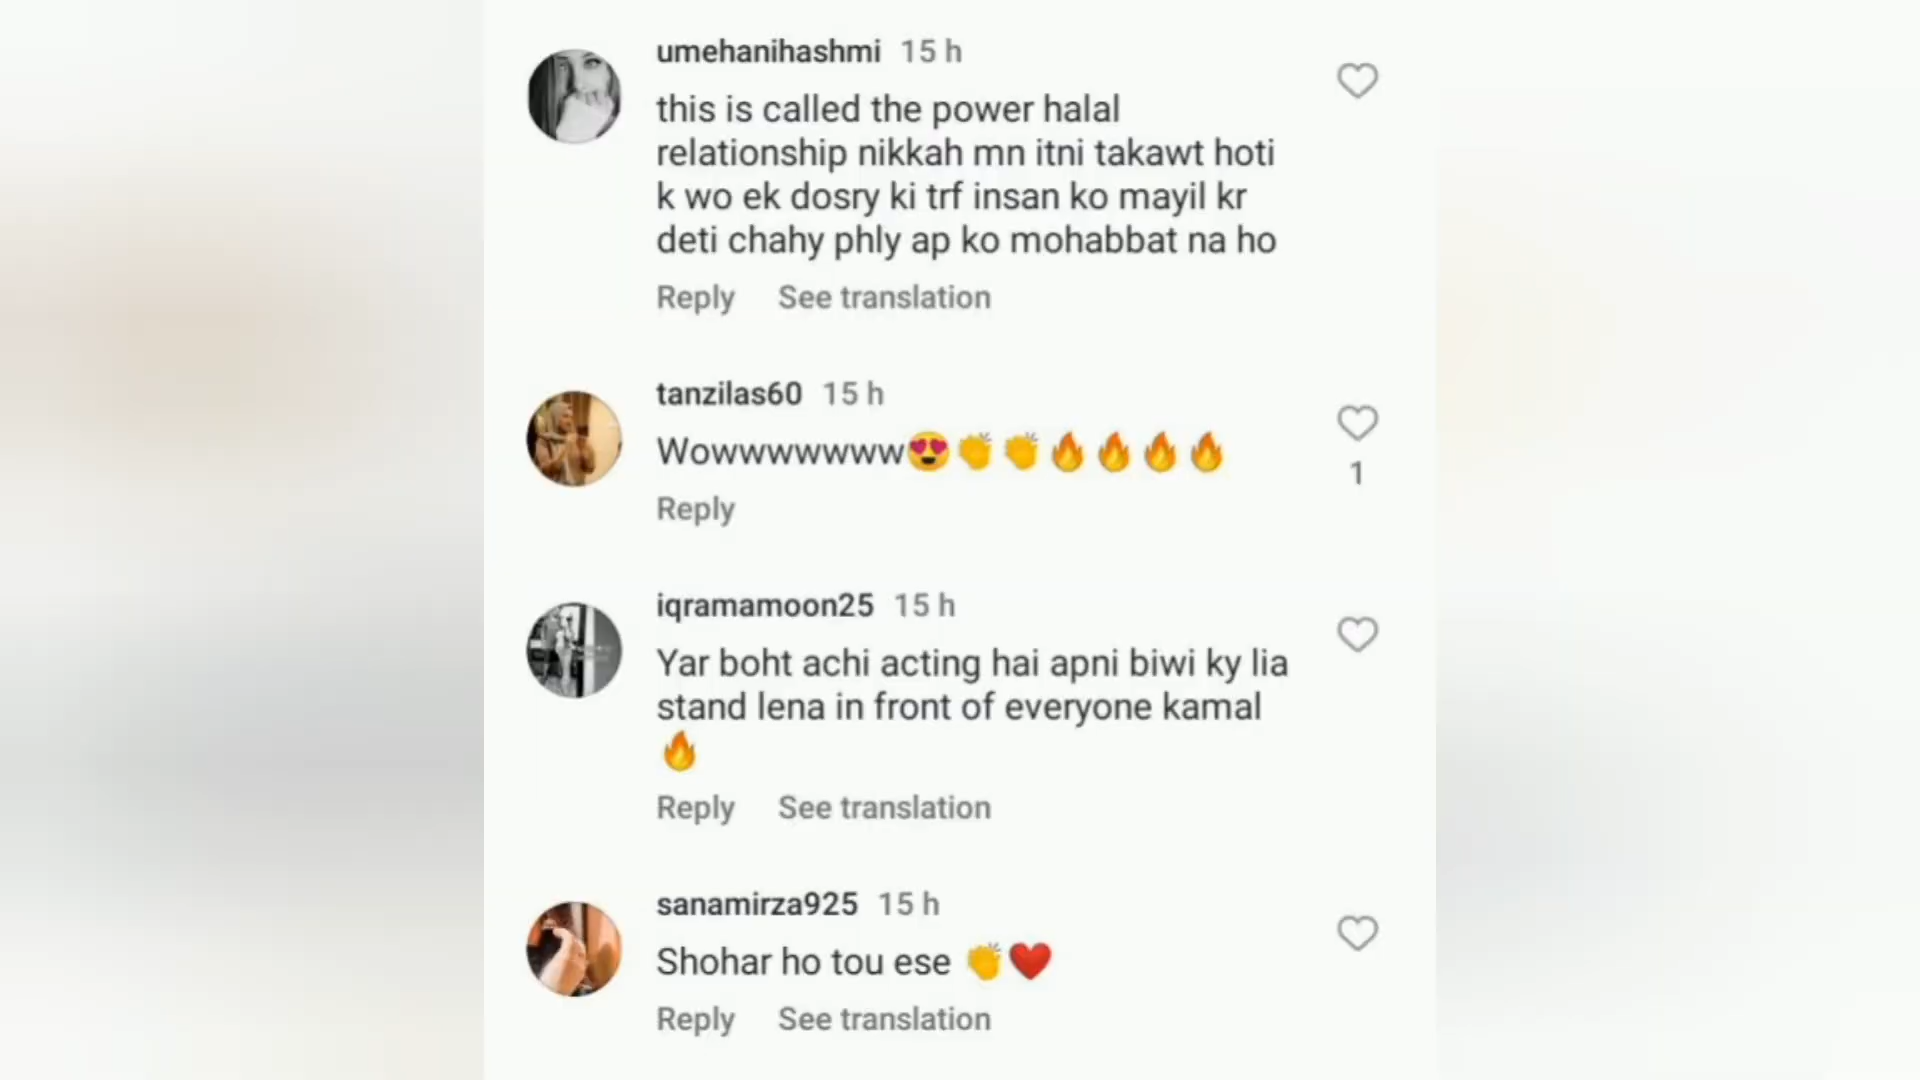 umehanihashmi 15 h
this is called the power halal
relationship nikkah mn itni takawt hoti
k wo ek dosry ki trf insan ko mayil kr
deti chahy phly ap ko mohabbat na ho
Reply See translation
tanzilas60 15 h
Wowwwwwww😍👏👏🔥🔥🔥🔥
1
Reply
iqramamoon25 15 h
Yar boht achi acting hai apni biwi ky lia
stand lena in front of everyone kamal
🔥
Reply See translation
sanamirza925 15 h
Shohar ho tou ese 👏❤️
Reply See translation